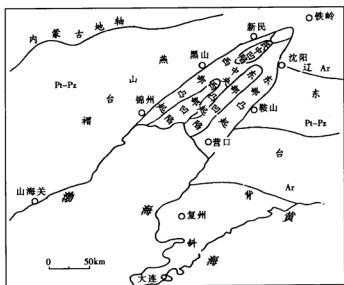 铁岭
内蒙古地轴
新民
燕
黑山
沈阳
山
辽
Ar
Pt-Pz
东
台
锦州
鞍山
褶
Pt-Pz
营口
台
山海关
渤
Ar
海
背
黄
复州
斜
海
0
50km
大连